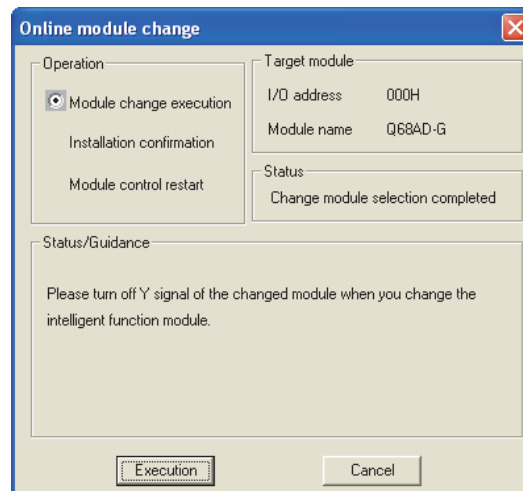 Online module change
Operation
Module change execution
Installation confirmation
Module control restart
Target module
I/O address 000H
Module name Q68AD-G
Status
Change module selection completed
Status/Guidance
Please turn off Y signal of the changed module when you change the
intelligent function module.
Execution Cancel